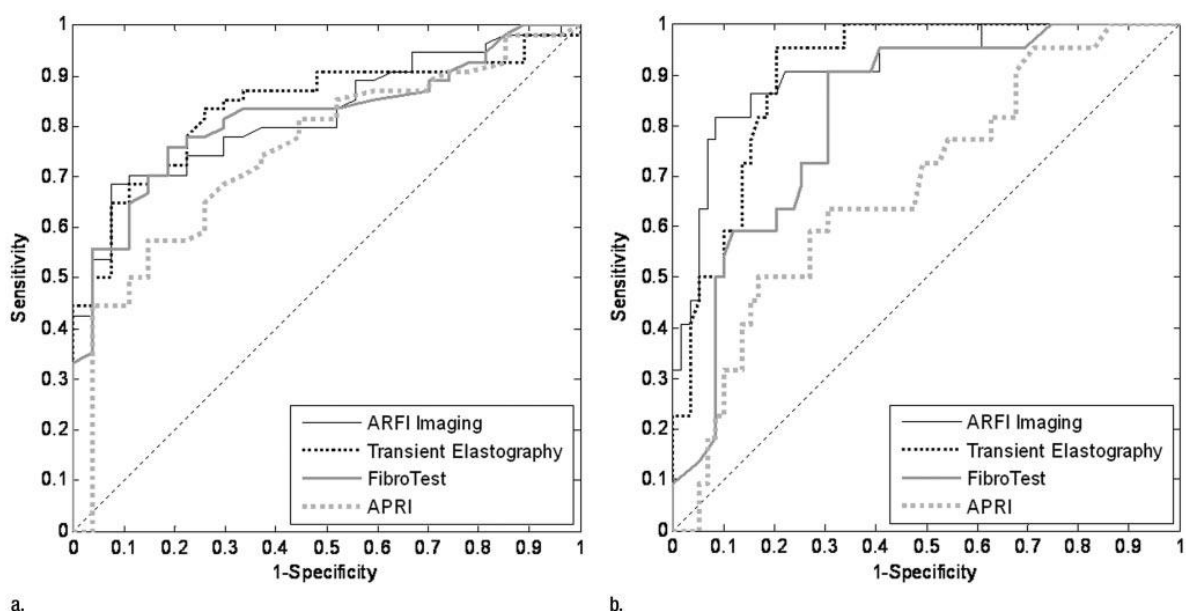 1
0.9
0.8
0.7
0.6
0.5
0.4
0.3
0.2
0.1
0
Sensitivity
0 0.1 0.2 0.3 0.4 0.5 0.6 0.7 0.8 0.9 1
1-Specificity
ARFI Imaging
Transient Elastography
FibroTest
APRI
a.
1
0.9
0.8
0.7
0.6
0.5
0.4
0.3
0.2
0.1
0
Sensitivity
0 0.1 0.2 0.3 0.4 0.5 0.6 0.7 0.8 0.9 1
1-Specificity
ARFI Imaging
Transient Elastography
FibroTest
APRI
b.